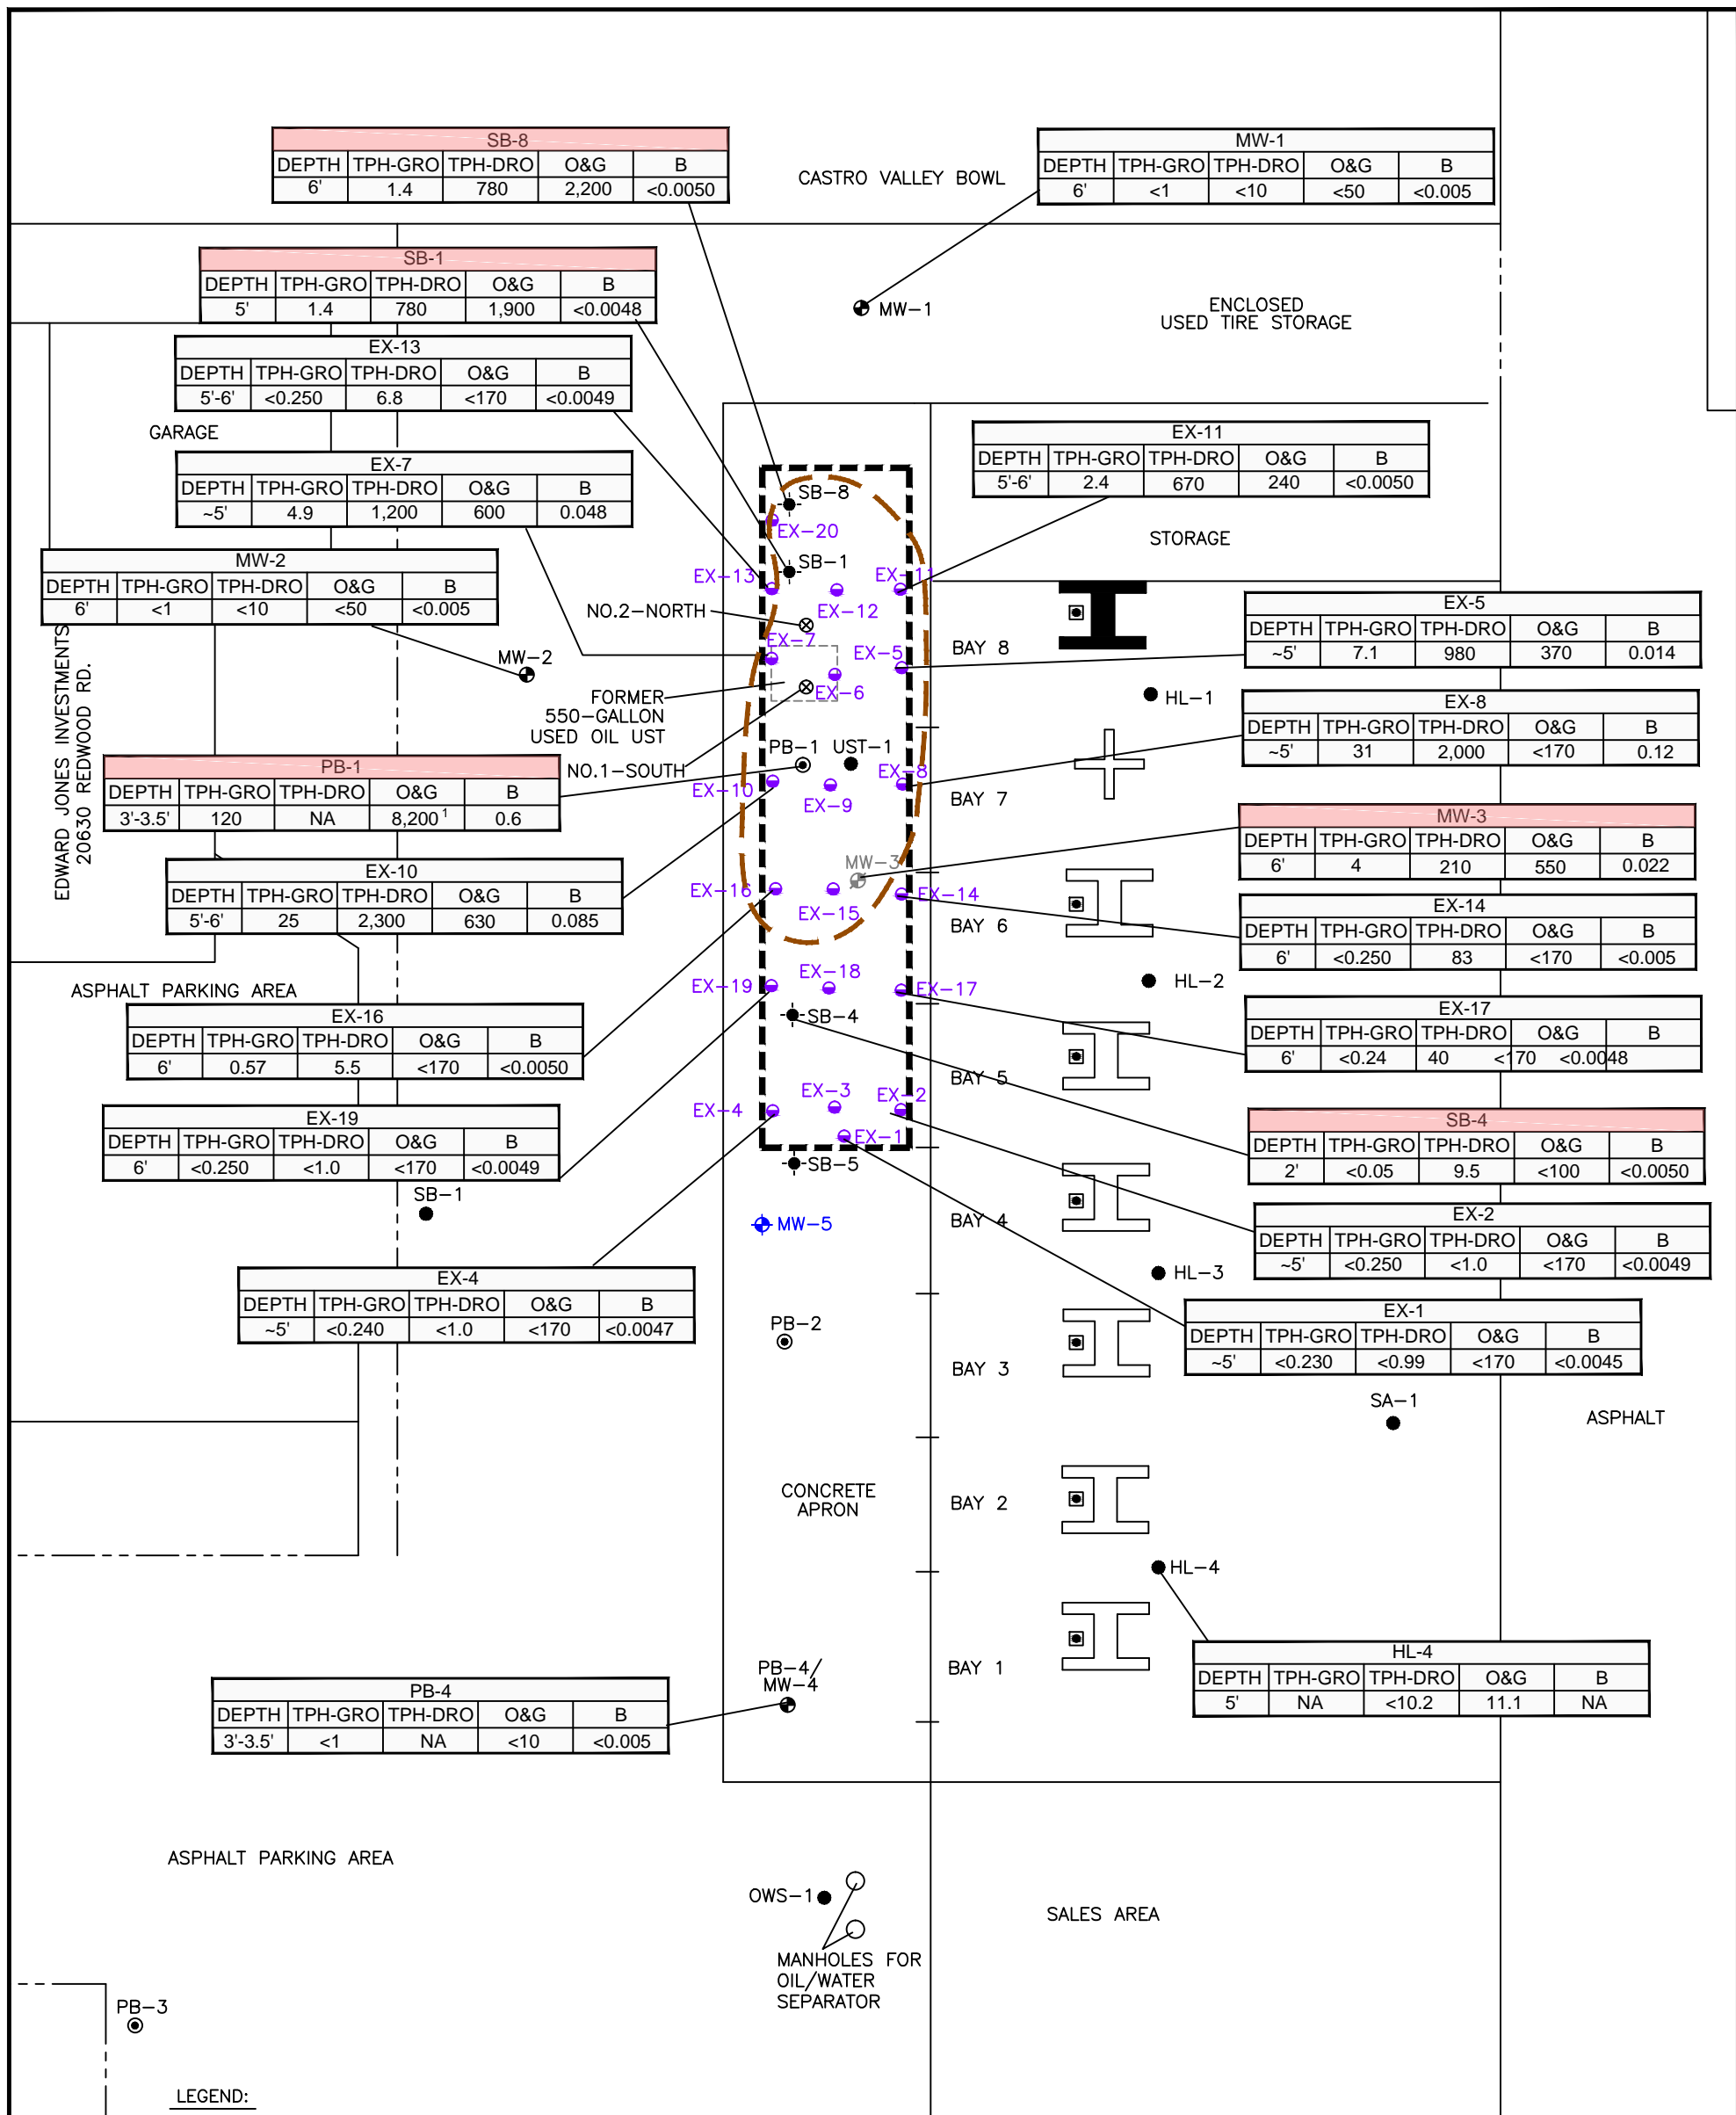 SB-8
DEPTH TPH-GRO TPH-DRO O&G B
6' 1.4 780 2,200 <0.0050
CASTRO VALLEY BOWL
MW-1
DEPTH TPH-GRO TPH-DRO O&G B
6' <1 <10 <50 <0.005
SB-1
DEPTH TPH-GRO TPH-DRO O&G B
5' 1.4 780 1,900 <0.0048
MW-1
ENCLOSED
USED TIRE STORAGE
EX-13
DEPTH TPH-GRO TPH-DRO O&G B
5'-6' <0.250 6.8 <170 <0.0049
GARAGE
EX-7
DEPTH TPH-GRO TPH-DRO O&G B
~5' 4.9 1,200 600 0.048
EX-11
DEPTH TPH-GRO TPH-DRO O&G B
5'-6' 2.4 670 240 <0.0050
SB-8
EX-20
STORAGE
MW-2
DEPTH TPH-GRO TPH-DRO O&G B
6' <1 <10 <50 <0.005
SB-1
EX-13
EX-12
EX-11
NO.2-NORTH
EX-5
DEPTH TPH-GRO TPH-DRO O&G B
~5' 7.1 980 370 0.014
EDWARD JONES INVESTMENTS
20630 REDWOOD RD.
MW-2
EX-7
EX-5
BAY 8
EX-6
FORMER
550-GALLON
USED OIL UST
HL-1
EX-8
DEPTH TPH-GRO TPH-DRO O&G B
~5' 31 2,000 <170 0.12
PB-1
DEPTH TPH-GRO TPH-DRO O&G B
3'-3.5' 120 NA 8,200 1 0.6
NO.1-SOUTH
PB-1
UST-1
EX-10
EX-9
EX-8
BAY 7
MW-3
DEPTH TPH-GRO TPH-DRO O&G B
6' 4 210 550 0.022
EX-10
DEPTH TPH-GRO TPH-DRO O&G B
5'-6' 25 2,300 630 0.085
MW-3
EX-16
EX-15
EX-14
BAY 6
EX-14
DEPTH TPH-GRO TPH-DRO O&G B
6' <0.250 83 <170 <0.005
ASPHALT PARKING AREA
EX-19
EX-18
EX-17
HL-2
EX-16
DEPTH TPH-GRO TPH-DRO O&G B
6' 0.57 5.5 <170 <0.0050
SB-4
EX-17
DEPTH TPH-GRO TPH-DRO O&G B
6' <0.24 40 <170 <0.0048
BAY 5
EX-19
DEPTH TPH-GRO TPH-DRO O&G B
6' <0.250 <1.0 <170 <0.0049
EX-4
EX-3
EX-2
EX-1
SB-4
DEPTH TPH-GRO TPH-DRO O&G B
2' <0.05 9.5 <100 <0.0050
SB-5
SB-1
MW-5
BAY 4
EX-2
DEPTH TPH-GRO TPH-DRO O&G B
~5' <0.250 <1.0 <170 <0.0049
EX-4
DEPTH TPH-GRO TPH-DRO O&G B
~5' <0.240 <1.0 <170 <0.0047
HL-3
PB-2
EX-1
DEPTH TPH-GRO TPH-DRO O&G B
~5' <0.230 <0.99 <170 <0.0045
BAY 3
SA-1
ASPHALT
CONCRETE
APRON
BAY 2
HL-4
PB-4/
MW-4
BAY 1
HL-4
DEPTH TPH-GRO TPH-DRO O&G B
5' NA <10.2 11.1 NA
PB-4
DEPTH TPH-GRO TPH-DRO O&G B
3'-3.5' <1 NA <10 <0.005
ASPHALT PARKING AREA
OWS-1
SALES AREA
MANHOLES FOR
OIL/WATER
SEPARATOR
PB-3
LEGEND: